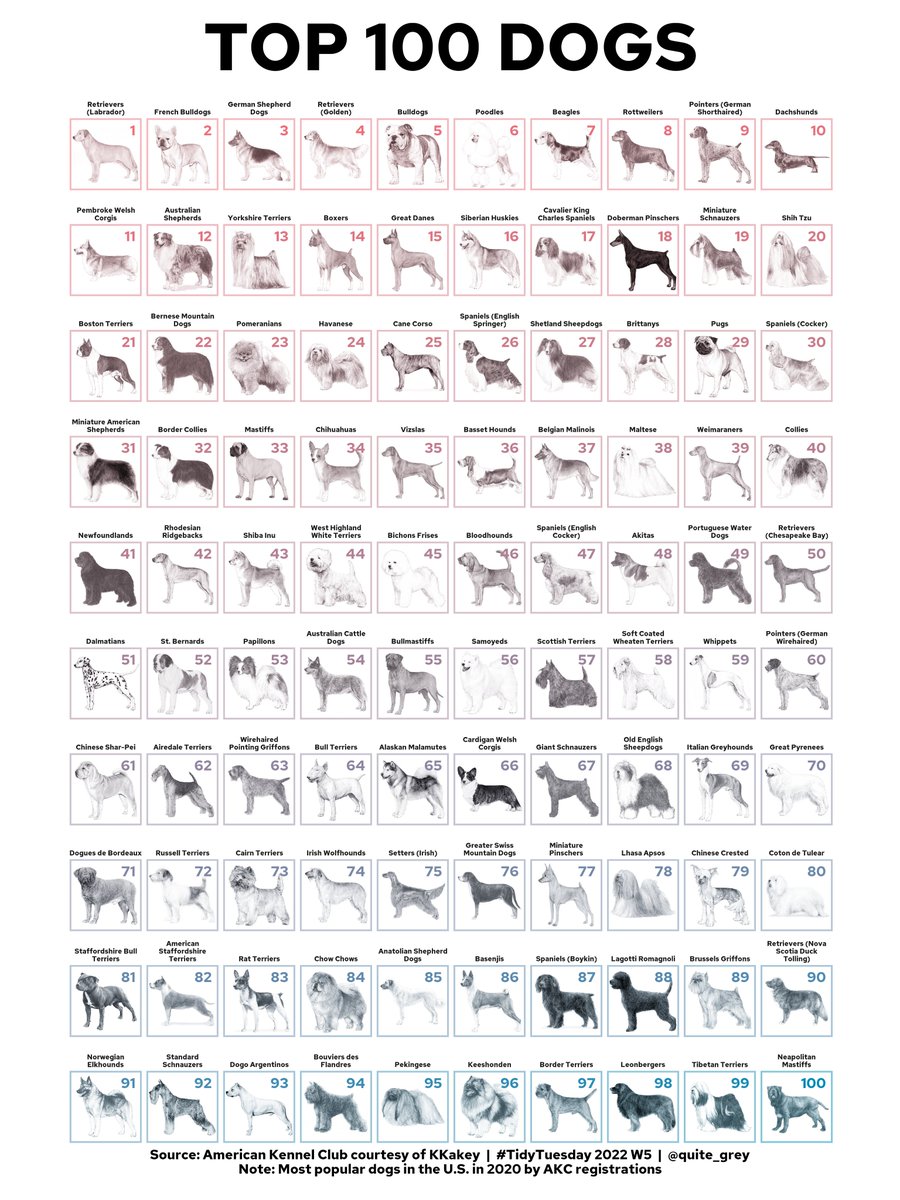 TOP 100 DOGS
Retrievers
(Labrador)
1
French Bulldogs
2
German Shepherd
Dogs
3
Retrievers
(Golden)
4
Bulldogs
5
Poodles
6
Beagles
7
Rottweilers
8
Pointers (German
Shorthaired)
9
Dachshunds
10
Pembroke Welsh
Corgis
11
Australian
Shepherds
12
Yorkshire Terriers
13
Boxers
14
Great Danes
15
Siberian Huskies
16
Cavalier King
Charles Spaniels
17
Doberman Pinschers
18
Miniature
Schnauzers
19
Shih Tzu
20
Boston Terriers
21
Bernese Mountain
Dogs
22
Pomeranians
23
Havanese
24
Cane Corso
25
Spaniels (English
Springer)
26
Shetland Sheepdogs
27
Brittanys
28
Pugs
29
Spaniels (Cocker)
30
Miniature American
Shepherds
31
Border Collies
32
Mastiffs
33
Chihuahuas
34
Vizslas
35
Basset Hounds
36
Belgian Malinois
37
Maltese
38
Weimaraners
39
Collies
40
Newfoundlands
41
Rhodesian
Ridgebacks
42
Shiba Inu
43
West Highland
White Terriers
44
Bichons Frises
45
Bloodhounds
46
Spaniels (English
Cocker)
47
Akitas
48
Portuguese Water
Dogs
49
Retrievers
(Chesapeake Bay)
50
Dalmatians
51
St. Bernards
52
Papillons
53
Australian Cattle
Dogs
54
Bullmastiffs
55
Samoyeds
56
Scottish Terriers
57
Soft Coated
Wheaten Terriers
58
Whippets
59
Pointers (German
Wirehaired)
60
Chinese Shar-Pei
61
Airedale Terriers
62
Wirehaired
Pointing Griffons
63
Bull Terriers
64
Alaskan Malamutes
65
Cardigan Welsh
Corgis
66
Giant Schnauzers
67
Old English
Sheepdogs
68
Italian Greyhounds
69
Great Pyrenees
70
Dogues de Bordeaux
71
Russell Terriers
72
Cairn Terriers
73
Irish Wolfhounds
74
Setters (Irish)
75
Greater Swiss
Mountain Dogs
76
Miniature
Pinschers
77
Lhasa Apsos
78
Chinese Crested
79
Coton de Tulear
80
Staffordshire Bull
Terriers
81
American
Staffordshire
Terriers
82
Rat Terriers
83
Chow Chows
84
Anatolian Shepherd
Dogs
85
Basenjis
86
Spaniels (Boykin)
87
Lagotti Romagnoli
88
Brussels Griffons
89
Retrievers (Nova
Scotia Duck
Tolling)
90
Norwegian
Elkhounds
91
Standard
Schnauzers
92
Dogo Argentinos
93
Bouviers des
Flandres
94
Pekingese
95
Keeshonden
96
Border Terriers
97
Leonbergers
98
Tibetan Terriers
99
Neapolitan
Mastiffs
100
Source: American Kennel Club courtesy of KKakey | #TidyTuesday 2022 W5 | @quite_grey
Note: Most popular dogs in the U.S. in 2020 by AKC registrations